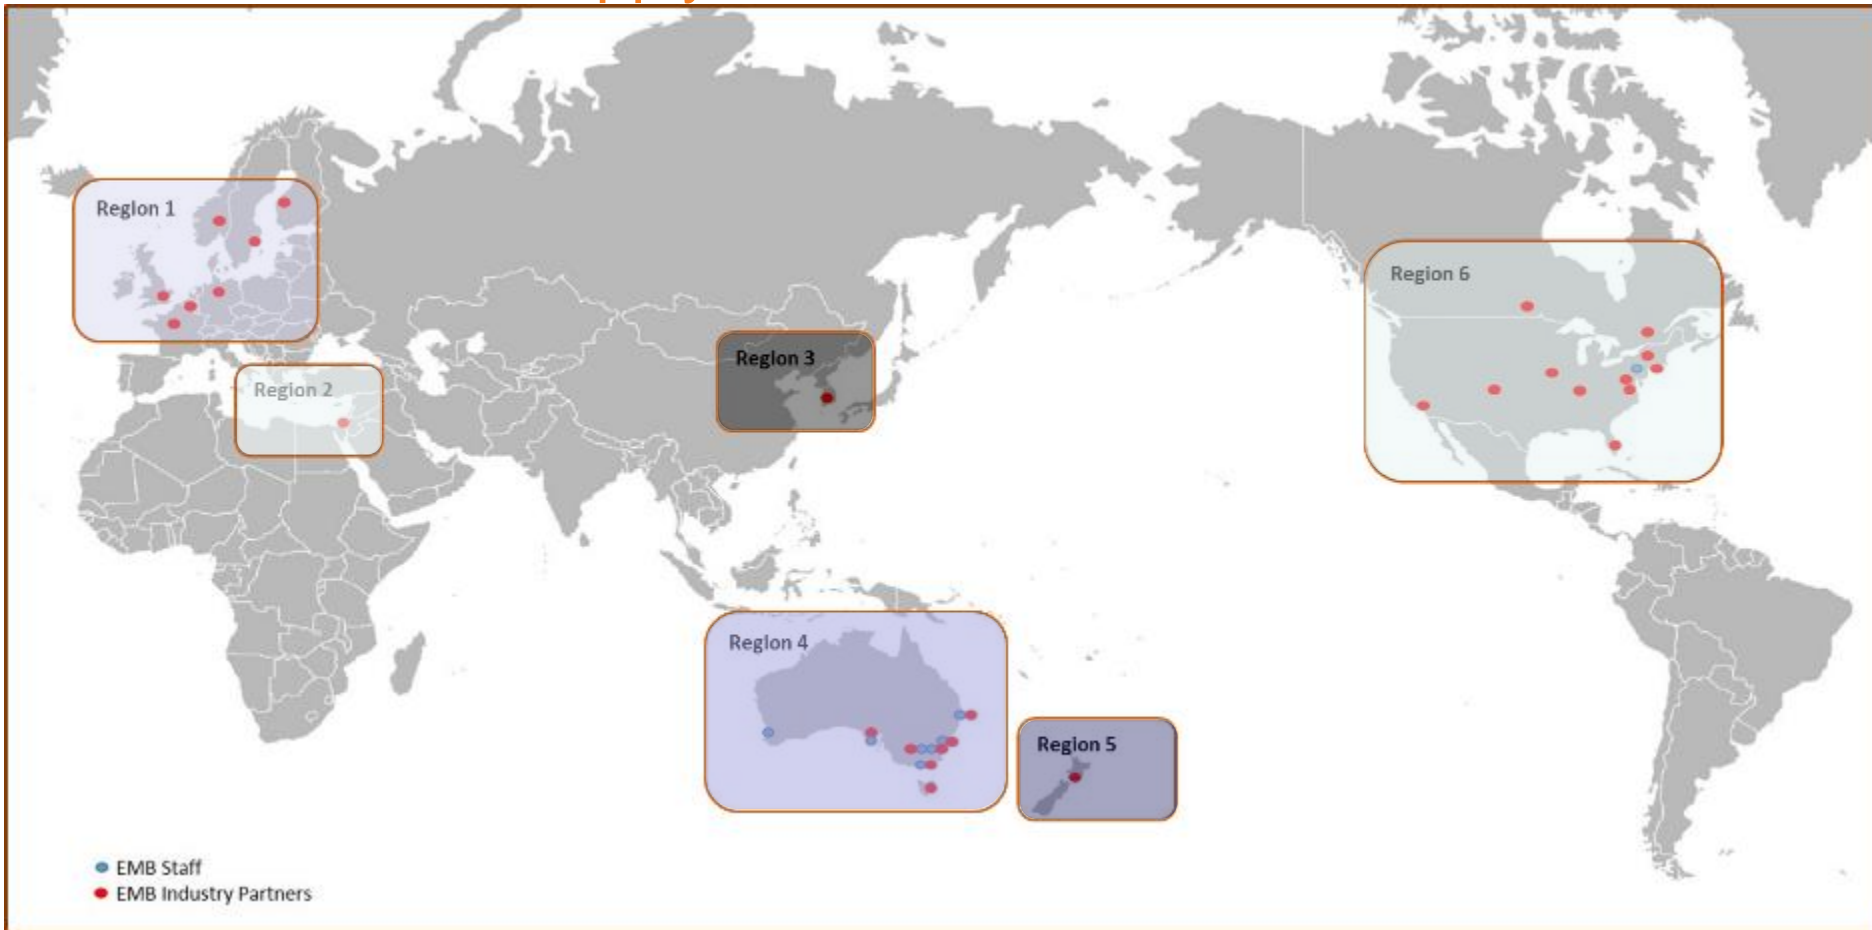 Region 1
Region 2
Region 3
Region 4
Region 5
Region 6
EMB Staff
EMB Industry Partners